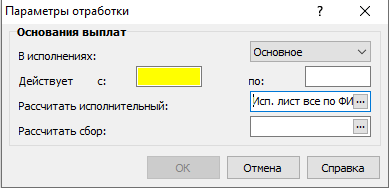 Параметры отработки ? ×
Основания выплат
В исполнениях: Основное
Действует с: по:
Рассчитать исполнительный: Исп. лист все по ФИ ...
Рассчитать сбор: ...
ОК Отмена Справка